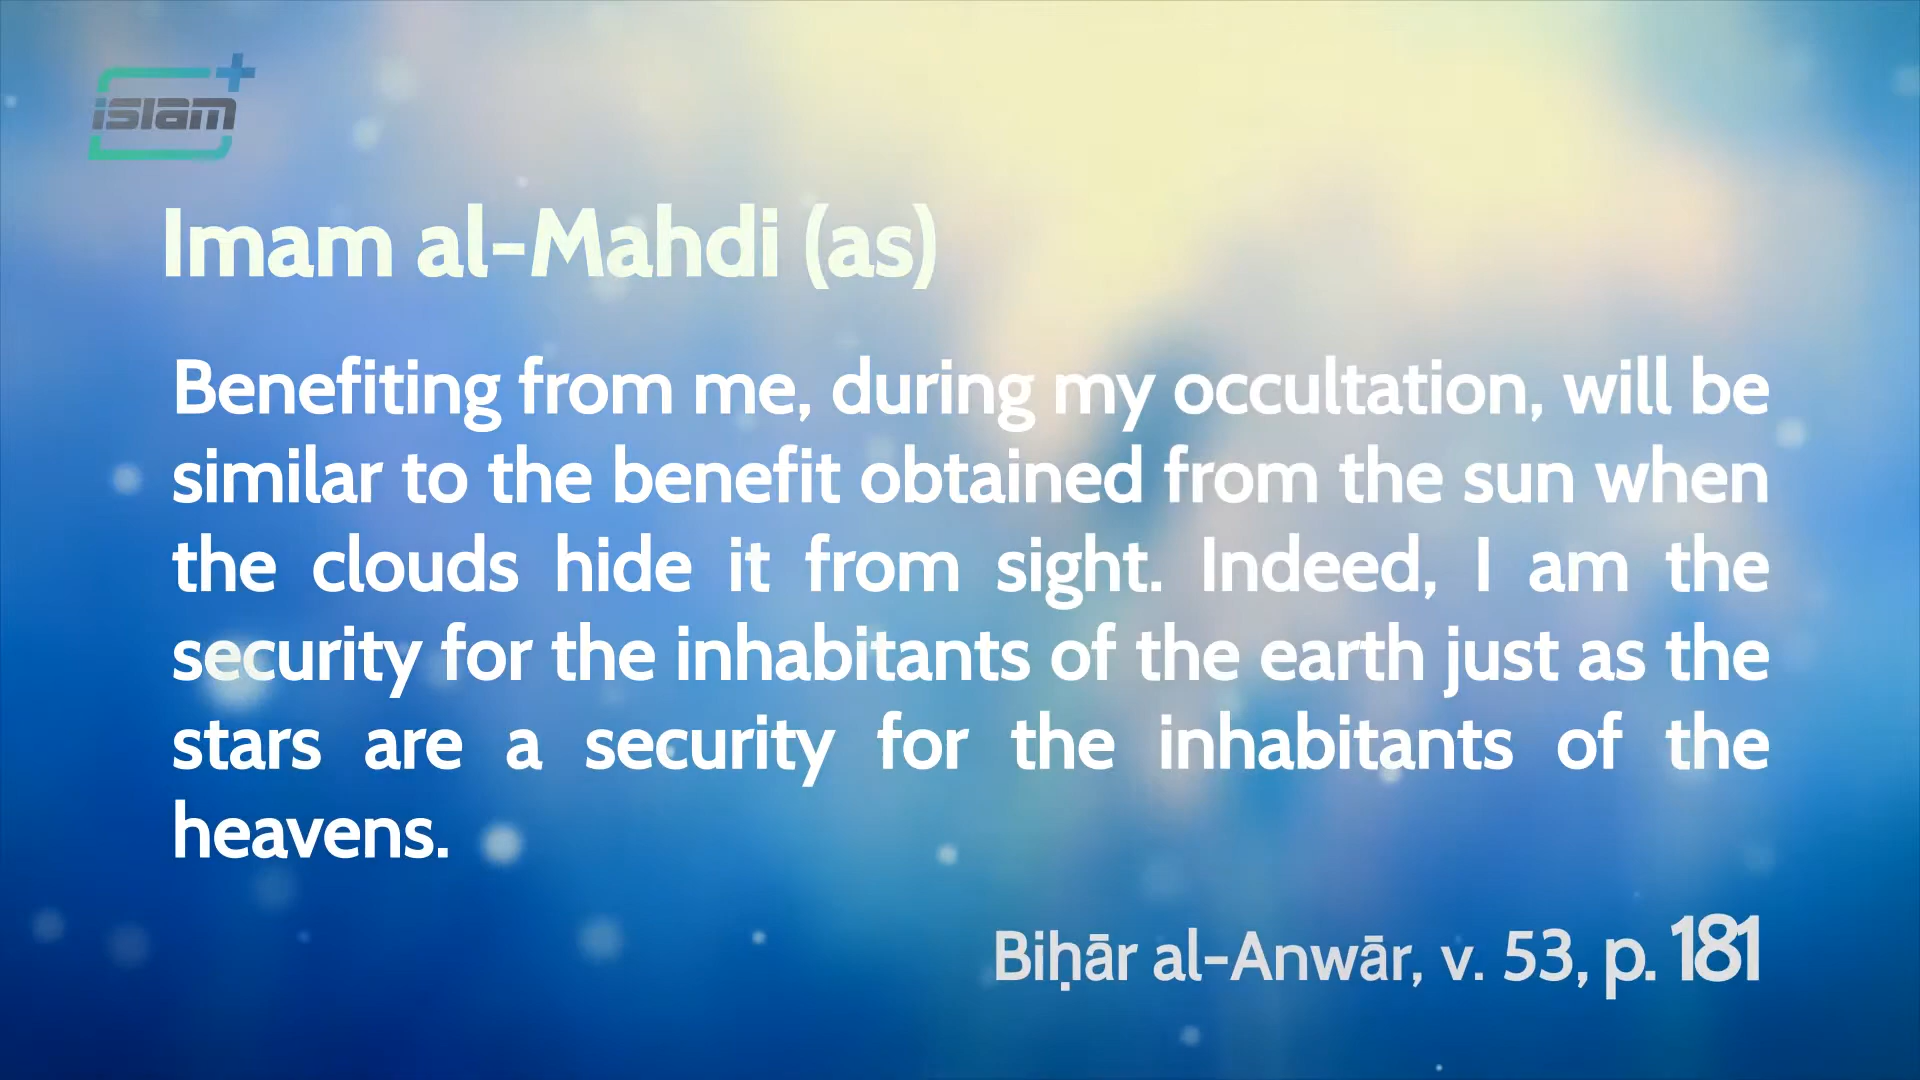 islam+
Imam al-Mahdi (as)
Benefiting from me, during my occultation, will be
similar to the benefit obtained from the sun when
the clouds hide it from sight. Indeed, I am the
security for the inhabitants of the earth just as the
stars are a security for the inhabitants of the
heavens.
Biḥār al-Anwār, v. 53, p. 181